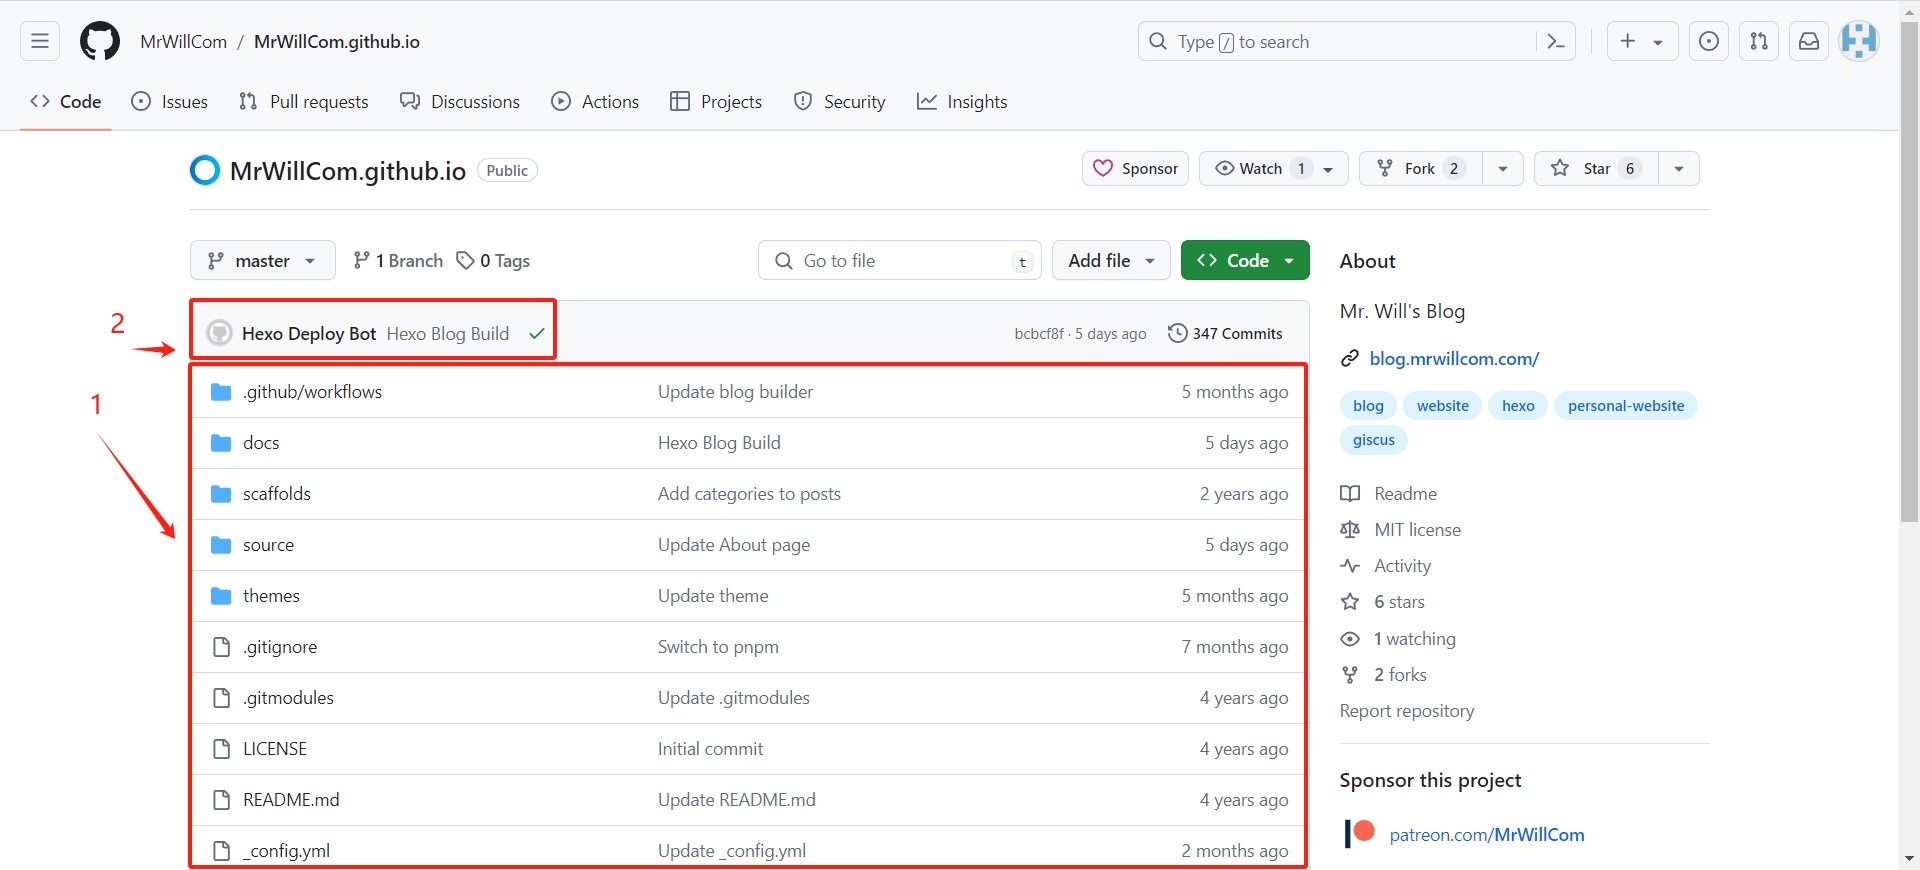 MrWillCom / MrWillCom.github.io
Type / to search
Code Issues Pull requests Discussions Actions Projects Security Insights
MrWillCom.github.io Public
Sponsor Watch 1 Fork 2 Star 6
master 1 Branch 0 Tags
Go to file t
Add file Code
2
Hexo Deploy Bot Hexo Blog Build bcbcf8f · 5 days ago 347 Commits
1
.github/workflows Update blog builder 5 months ago
docs Hexo Blog Build 5 days ago
scaffolds Add categories to posts 2 years ago
source Update About page 5 days ago
themes Update theme 5 months ago
.gitignore Switch to pnpm 7 months ago
.gitmodules Update .gitmodules 4 years ago
LICENSE Initial commit 4 years ago
README.md Update README.md 4 years ago
_config.yml Update _config.yml 2 months ago
About
Mr. Will's Blog
blog.mrwillcom.com/
blog website hexo personal-website
giscus
Readme
MIT license
Activity
6 stars
1 watching
2 forks
Report repository
Sponsor this project
patreon.com/MrWillCom